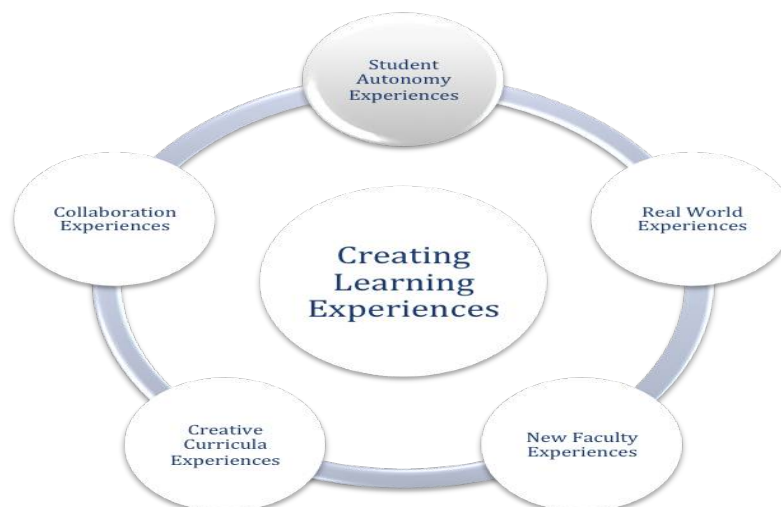 Student
Autonomy
Experiences
Collaboration
Experiences
Real World
Experiences
Creating
Learning
Experiences
Creative
Curricula
Experiences
New Faculty
Experiences